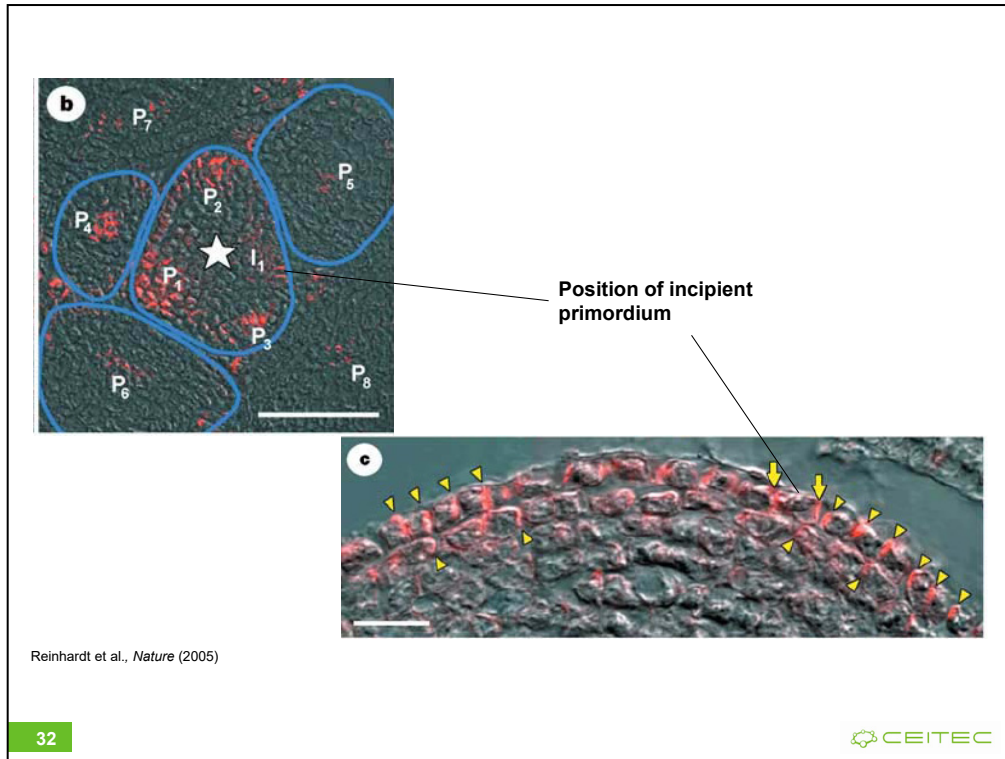 b
P7
P5
P2
P4
I1
P1
P3
P6
P8
Position of incipient
primordium
c
Reinhardt et al., Nature (2005)
32
CEITEC